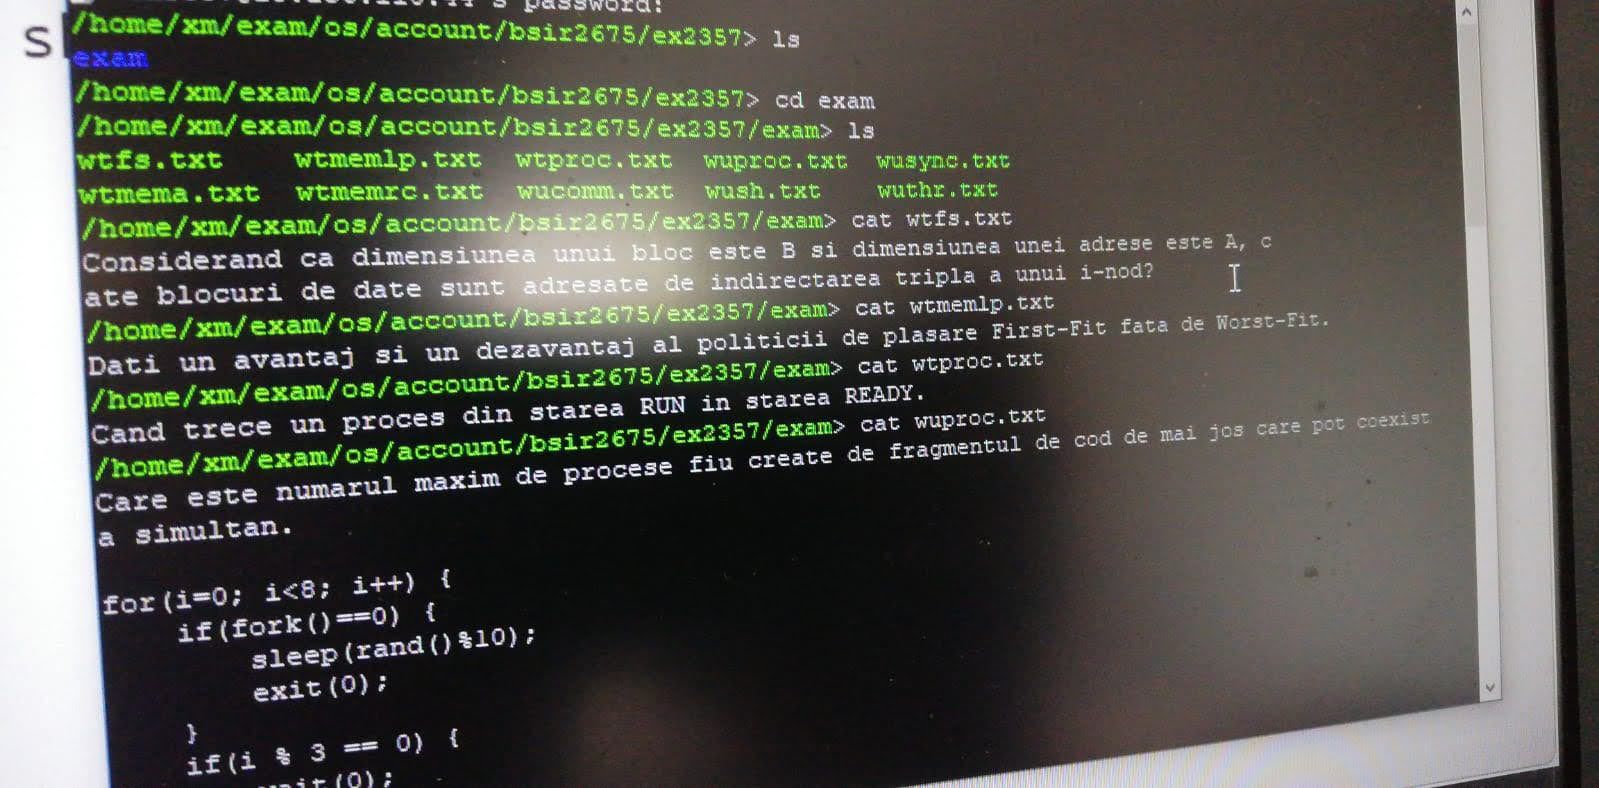 s password:
S
/home/xm/exam/os/account/bsir2675/ex2357> ls
exam
/home/xm/exam/os/account/bsir2675/ex2357> cd exam
/home/xm/exam/os/account/bsir2675/ex2357/exam> ls
wtfs.txt wtmemlp.txt wtproc.txt wuproc.txt wusync.txt
wtmema.txt wtmemrc.txt wucomm.txt wush.txt wuthr.txt
/home/xm/exam/os/account/bsir2675/ex2357/exam> cat wtfs.txt
Considerand ca dimensiunea unui bloc este B si dimensiunea unei adrese este A, c
ate blocuri de date sunt adresate de indirectarea tripla a unui i-nod?
/home/xm/exam/os/account/bsir2675/ex2357/exam> cat wtmemlp.txt
Dati un avantaj si un dezavantaj al politicii de plasare First-Fit fata de Worst-Fit.
/home/xm/exam/os/account/bsir2675/ex2357/exam> cat wtproc.txt
Cand trece un proces din starea RUN in starea READY.
/home/xm/exam/os/account/bsir2675/ex2357/exam> cat wuproc.txt
Care este numarul maxim de procese fiu create de fragmentul de cod de mai jos care pot coexist
a simultan.
for(i=0; i<8; i++) {
if(fork()==0) {
sleep(rand()%10);
exit(0);
}
if(i % 3 == 0) {
wait(0);